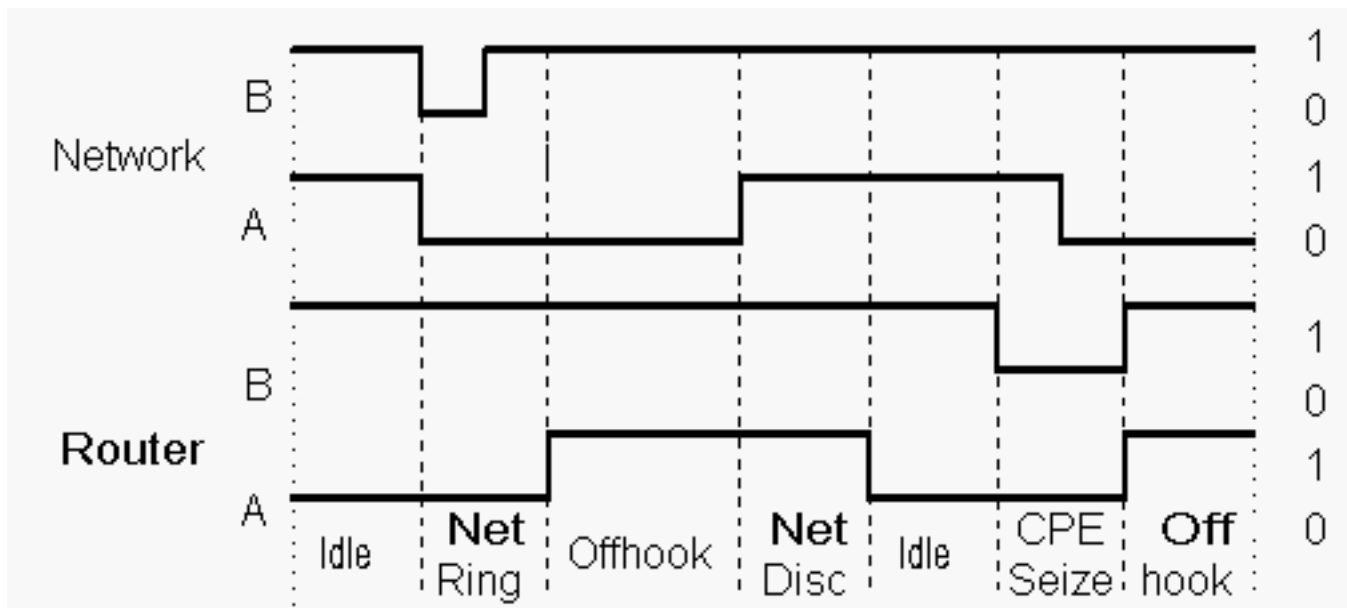 1
B
0
Network
1
A
0
1
B
0
Router
1
A
0
Idle
Net Ring
Offhook
Net Disc
Idle
CPE Seize
Off hook